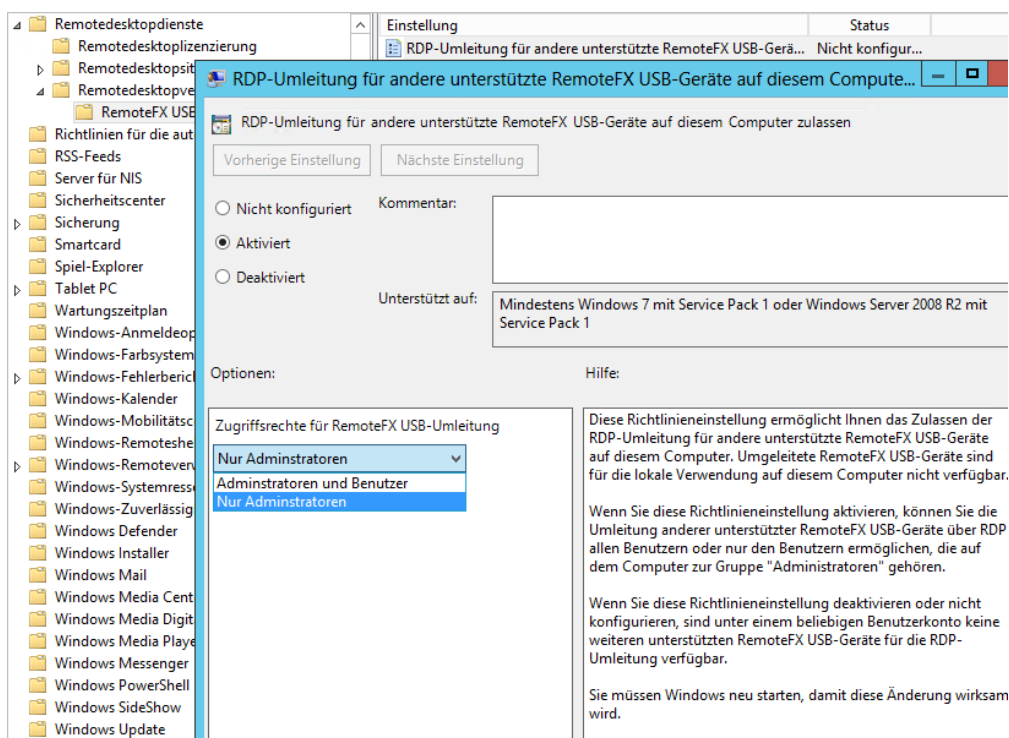 Remotedesktopdienste
Remotedesktoplizenzierung
Remotedesktopsit
Remotedesktopve
RemoteFX USB
Richtlinien für die aut
RSS-Feeds
Server für NIS
Sicherheitscenter
Sicherung
Smartcard
Spiel-Explorer
Tablet PC
Wartungszeitplan
Windows-Anmeldeop
Windows-Farbsystem
Windows-Fehlerberic
Windows-Kalender
Windows-Mobilitätsc
Windows-Remoteshe
Windows-Remoteverv
Windows-Systemresse
Windows-Zuverlässig
Windows Defender
Windows Installer
Windows Mail
Windows Media Cent
Windows Media Digit
Windows Media Playe
Windows Messenger
Windows PowerShell
Windows SideShow
Windows Update
Einstellung Status
RDP-Umleitung für andere unterstützte RemoteFX USB-Gerä... Nicht konfigur...
RDP-Umleitung für andere unterstützte RemoteFX USB-Geräte auf diesem Compute...
RDP-Umleitung für andere unterstützte RemoteFX USB-Geräte auf diesem Computer zulassen
Vorherige Einstellung Nächste Einstellung
Nicht konfiguriert
Aktiviert
Deaktiviert
Kommentar:
Unterstützt auf:
Mindestens Windows 7 mit Service Pack 1 oder Windows Server 2008 R2 mit
Service Pack 1
Optionen:
Zugriffsrechte für RemoteFX USB-Umleitung
Nur Adminstratoren
Adminstratoren und Benutzer
Nur Adminstratoren
Hilfe:
Diese Richtlinieneinstellung ermöglicht Ihnen das Zulassen der
RDP-Umleitung für andere unterstützte RemoteFX USB-Geräte
auf diesem Computer. Umgeleitete RemoteFX USB-Geräte sind
für die lokale Verwendung auf diesem Computer nicht verfügbar.
Wenn Sie diese Richtlinieneinstellung aktivieren, können Sie die
Umleitung anderer unterstützter RemoteFX USB-Geräte über RDP
allen Benutzern oder nur den Benutzern ermöglichen, die auf
dem Computer zur Gruppe "Administratoren" gehören.
Wenn Sie diese Richtlinieneinstellung deaktivieren oder nicht
konfigurieren, sind unter einem beliebigen Benutzerkonto keine
weiteren unterstützten RemoteFX USB-Geräte für die RDP-
Umleitung verfügbar.
Sie müssen Windows neu starten, damit diese Änderung wirksam
wird.